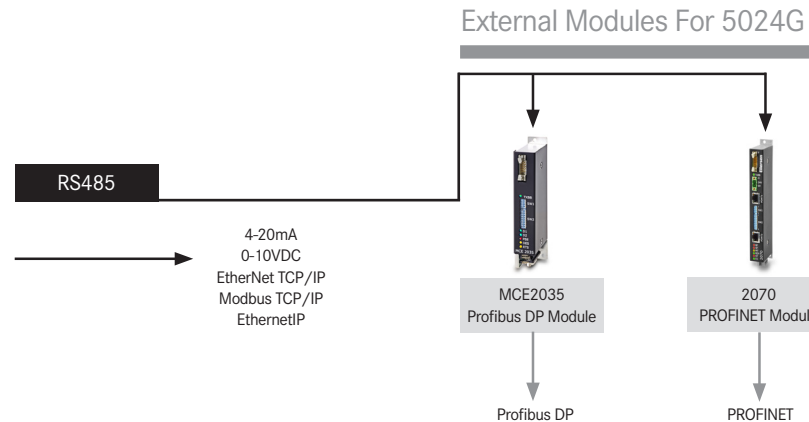 External Modules For 5024G
RS485
4-20mA
0-10VDC
EtherNet TCP/IP
Modbus TCP/IP
EthernetIP
MCE2035
Profibus DP Module
2070
PROFINET Modul
Profibus DP
PROFINET